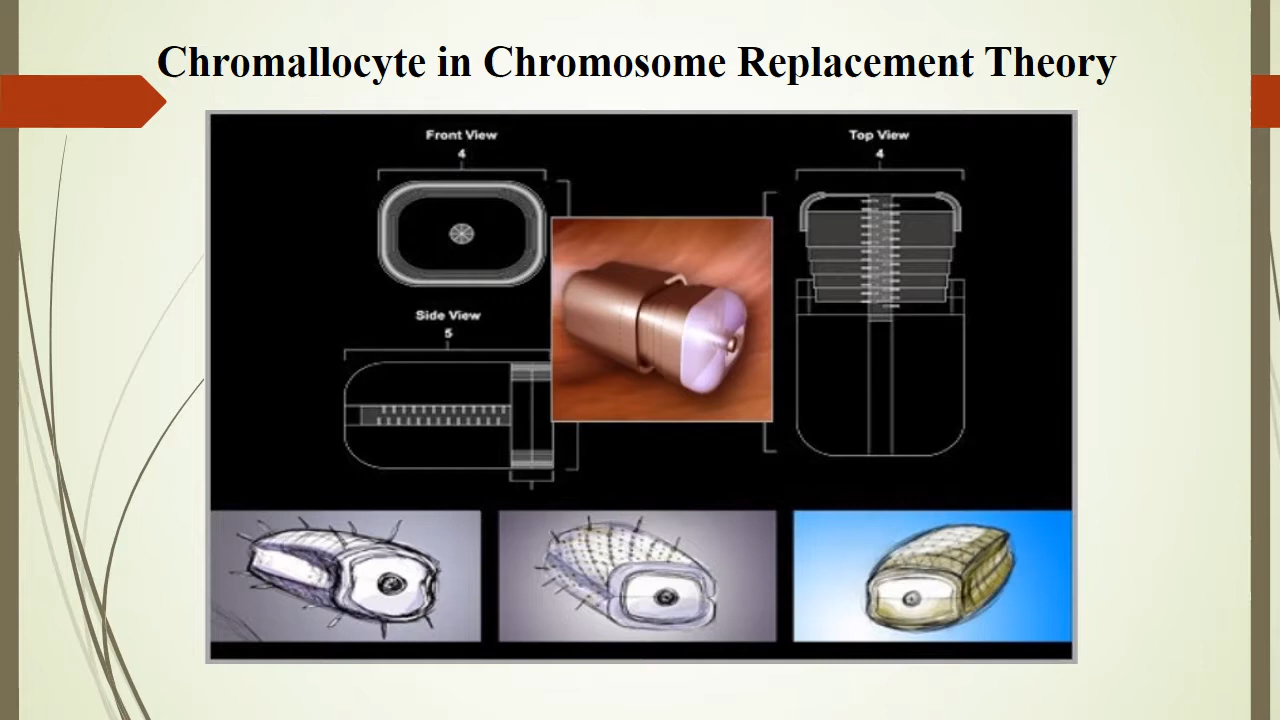 Chromallocyte in Chromosome Replacement Theory
Front View
4
Top View
4
Side View
5